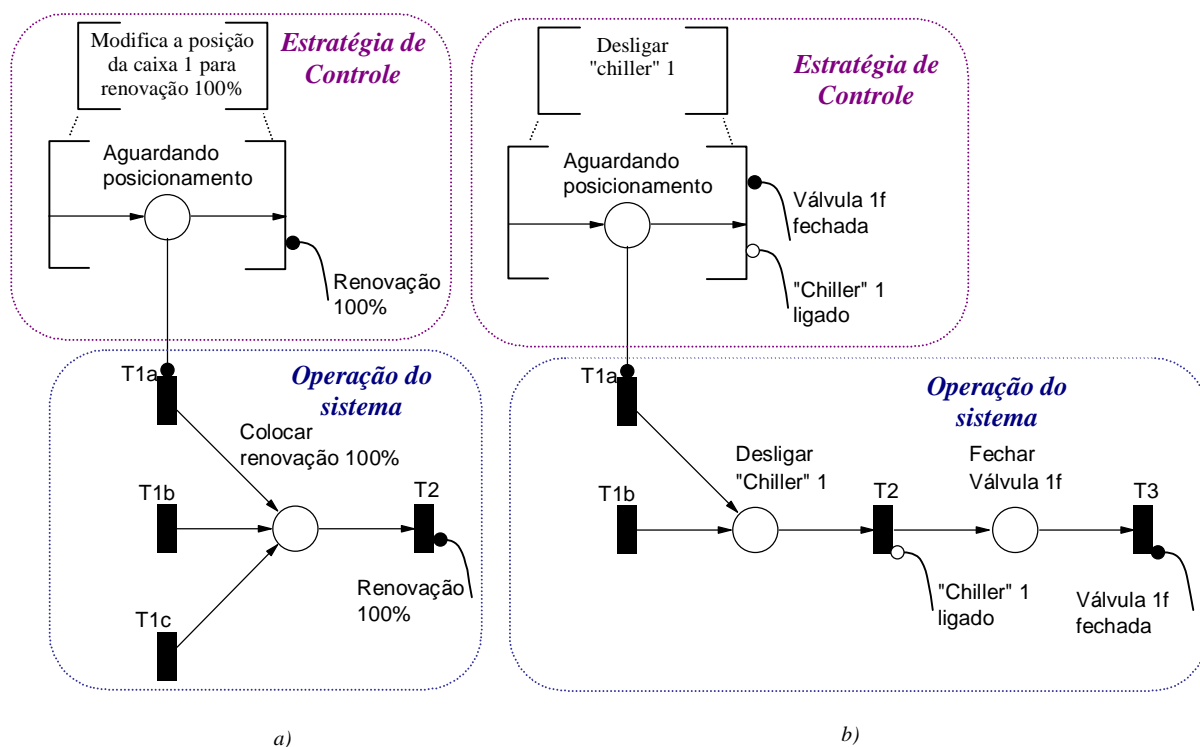 Modifica a posição
da caixa 1 para
renovação 100%
Estratégia de
Controle
Aguardando
posicionamento
Renovação
100%
T1a
Operação do
sistema
Colocar
renovação 100%
T1b
T2
Renovação
100%
T1c
a)
Desligar
"chiller" 1
Estratégia de
Controle
Aguardando
posicionamento
Válvula 1f
fechada
"Chiller" 1
ligado
T1a
Operação do
sistema
Desligar
"Chiller" 1
Fechar
Válvula 1f
T1b
T2
T3
"Chiller" 1
ligado
Válvula 1f
fechada
b)